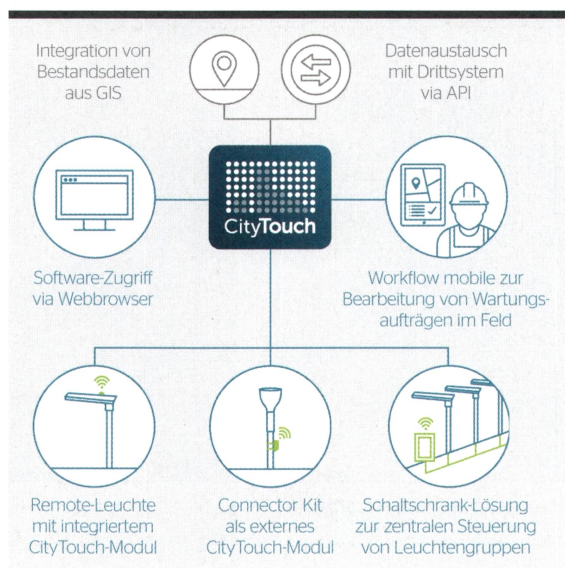 Integration von
Bestandsdaten
aus GIS
Datenaustausch
mit Drittsystem
via API
CityTouch
Software-Zugriff
via Webbrowser
Workflow mobile zur
Bearbeitung von Wartungs-
aufträgen im Feld
Remote-Leuchte
mit integriertem
CityTouch-Modul
Connector Kit
als externes
CityTouch-Modul
Schaltschrank-Lösung
zur zentralen Steuerung
von Leuchtengruppen